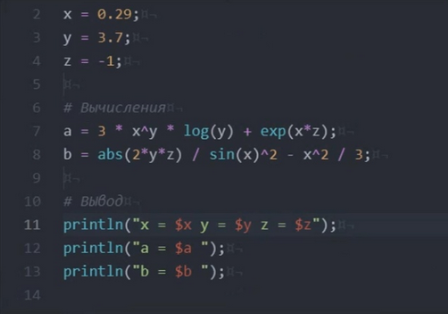 2 x = 0.29;
3 y = 3.7;
4 z = -1;
5
6 # Вычисления
7 a = 3 * x^y * log(y) + exp(x*z);
8 b = abs(2*y*z) / sin(x)^2 - x^2 / 3;
9
10 # Вывод
11 println("x = $x y = $y z = $z");
12 println("a = $a ");
13 println("b = $b ");
14